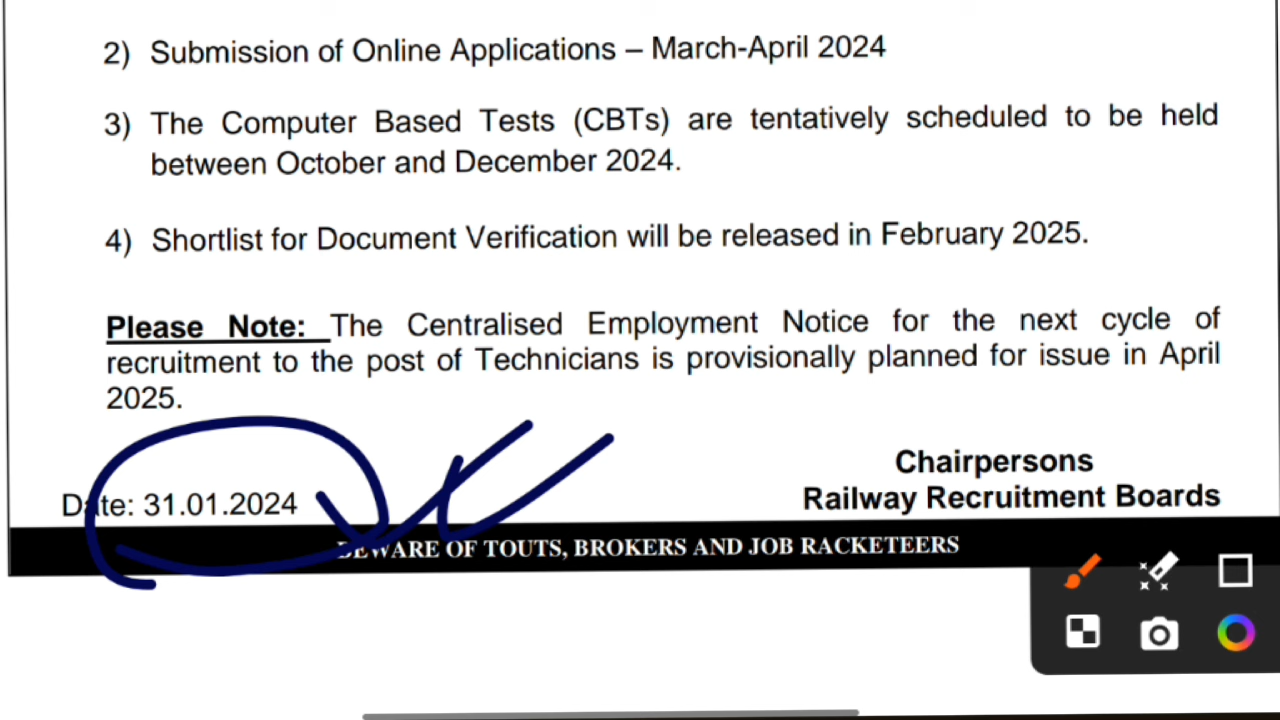 2) Submission of Online Applications – March-April 2024
3) The Computer Based Tests (CBTs) are tentatively scheduled to be held
between October and December 2024.
4) Shortlist for Document Verification will be released in February 2025.
Please Note: The Centralised Employment Notice for the next cycle of
recruitment to the post of Technicians is provisionally planned for issue in April
2025.
Chairpersons
Date: 31.01.2024
Railway Recruitment Boards
BEWARE OF TOUTS, BROKERS AND JOB RACKETEERS